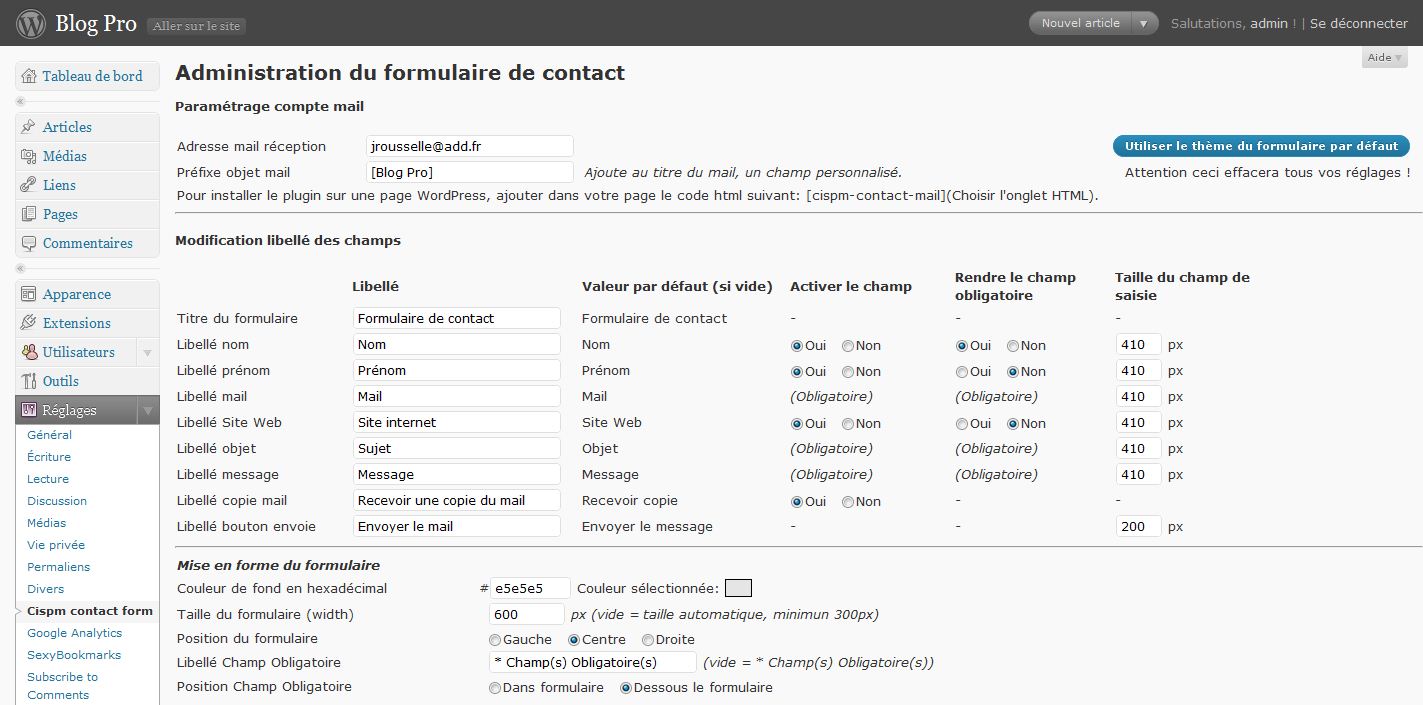 Blog Pro Aller sur le site Nouvel article Salutations, admin ! | Se déconnecter
Aide
Tableau de bord
Articles
Médias
Liens
Pages
Commentaires
Apparence
Extensions
Utilisateurs
Outils
Réglages
Général
Écriture
Lecture
Discussion
Médias
Vie privée
Permaliens
Divers
Cispm contact form
Google Analytics
SexyBookmarks
Subscribe to
Comments
Administration du formulaire de contact
Paramétrage compte mail
Adresse mail réception jrousselle@add.fr Utiliser le thème du formulaire par défaut
Préfixe objet mail [Blog Pro] Ajoute au titre du mail, un champ personnalisé. Attention ceci effacera tous vos réglages !
Pour installer le plugin sur une page WordPress, ajouter dans votre page le code html suivant: [cispm-contact-mail](Choisir l'onglet HTML).
Modification libellé des champs
Libellé Valeur par défaut (si vide) Activer le champ Rendre le champ obligatoire Taille du champ de saisie
Titre du formulaire Formulaire de contact Formulaire de contact - - -
Libellé nom Nom Nom Oui Non Oui Non 410 px
Libellé prénom Prénom Prénom Oui Non Oui Non 410 px
Libellé mail Mail Mail (Obligatoire) (Obligatoire) 410 px
Libellé Site Web Site internet Site Web Oui Non Oui Non 410 px
Libellé objet Sujet Objet (Obligatoire) (Obligatoire) 410 px
Libellé message Message Message (Obligatoire) (Obligatoire) 410 px
Libellé copie mail Recevoir une copie du mail Recevoir copie Oui Non - -
Libellé bouton envoie Envoyer le mail Envoyer le message - - 200 px
Mise en forme du formulaire
Couleur de fond en hexadécimal # e5e5e5 Couleur sélectionnée:
Taille du formulaire (width) 600 px (vide = taille automatique, minimun 300px)
Position du formulaire Gauche Centre Droite
Libellé Champ Obligatoire * Champ(s) Obligatoire(s) (vide = * Champ(s) Obligatoire(s))
Position Champ Obligatoire Dans formulaire Dessous le formulaire